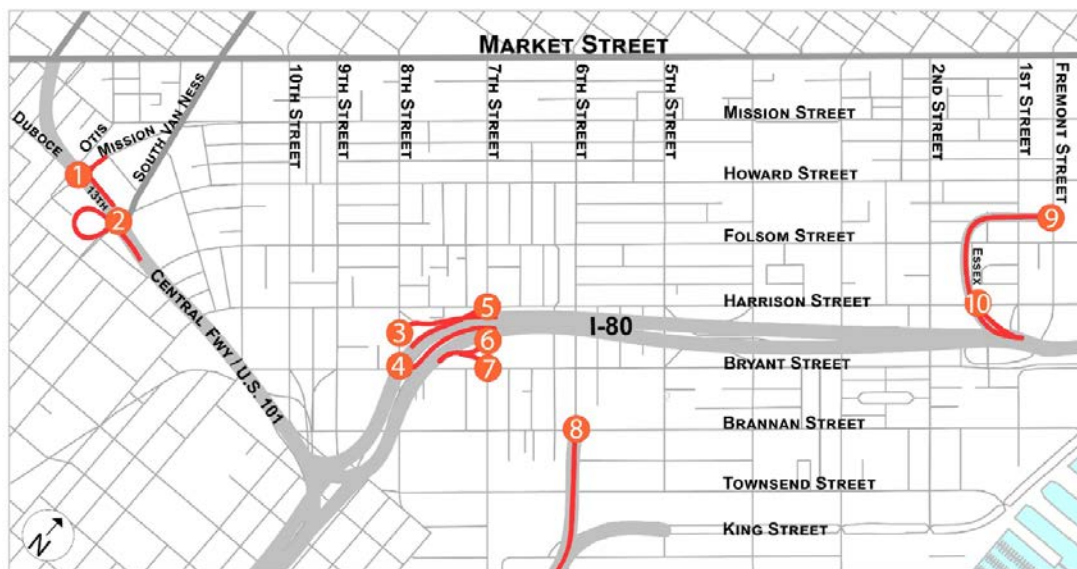 MARKET STREET
10TH STREET
9TH STREET
8TH STREET
7TH STREET
6TH STREET
5TH STREET
2ND STREET
1ST STREET
FREMONT STREET
MISSION STREET
HOWARD STREET
FOLSOM STREET
HARRISON STREET
BRYANT STREET
BRANNAN STREET
TOWNSEND STREET
KING STREET
DUBOCE
OTIS
MISSION
SOUTH VAN NESS
13TH
CENTRAL FWY / U.S. 101
I-80
ESSEX
1
2
3
4
5
6
7
8
9
10
N